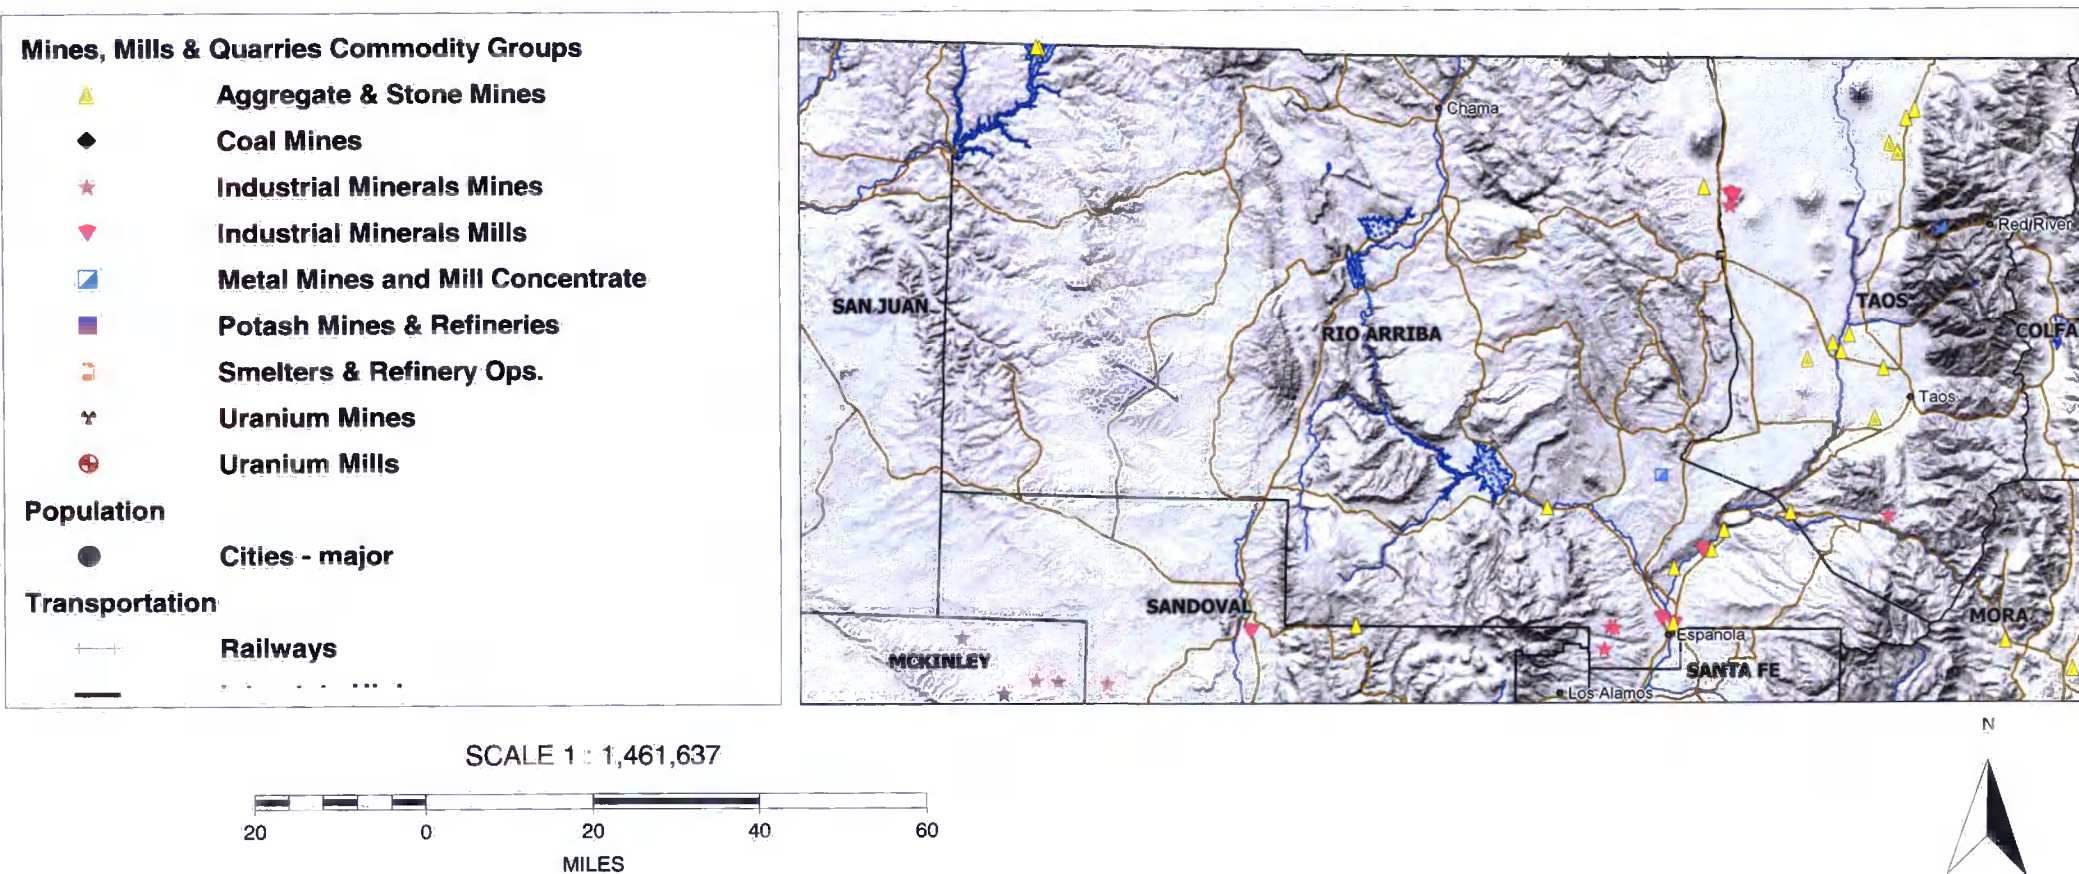 Mines, Mills & Quarries Commodity Groups
Aggregate & Stone Mines
Coal Mines
Industrial Minerals Mines
Industrial Minerals Mills
Metal Mines and Mill Concentrate
Potash Mines & Refineries
Smelters & Refinery Ops.
Uranium Mines
Uranium Mills
Population
Cities - major
Transportation
Railways
Chama
Red River
SAN JUAN
TAOS
RIO ARRIBA
COLFA
Taos
SANDOVAL
MORA
Espanola
MCKINLEY
SANTA FE
Los Alamos
N
SCALE 1 : 1,461,637
20 0 20 40 60
MILES